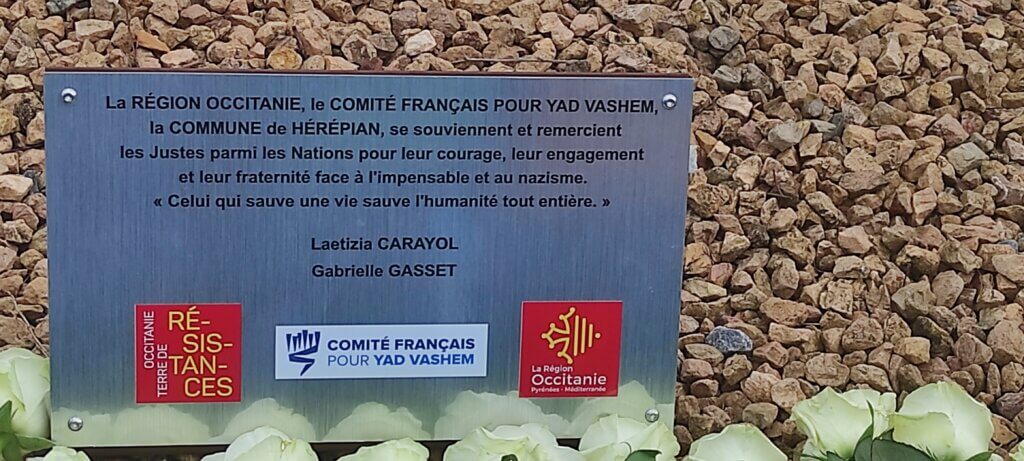 La RÉGION OCCITANIE, le COMITÉ FRANÇAIS POUR YAD VASHEM,
la COMMUNE de HÉRÉPIAN, se souviennent et remercient
les Justes parmi les Nations pour leur courage, leur engagement
et leur fraternité face à l'impensable et au nazisme.
« Celui qui sauve une vie sauve l'humanité tout entière. »
Laetizia CARAYOL
Gabrielle GASSET
OCCITANIE
TERRE DE
RÉ-
SIS-
TAN-
CES
COMITÉ FRANÇAIS
POUR YAD VASHEM
La Région
Occitanie
Pyrénées - Méditerranée